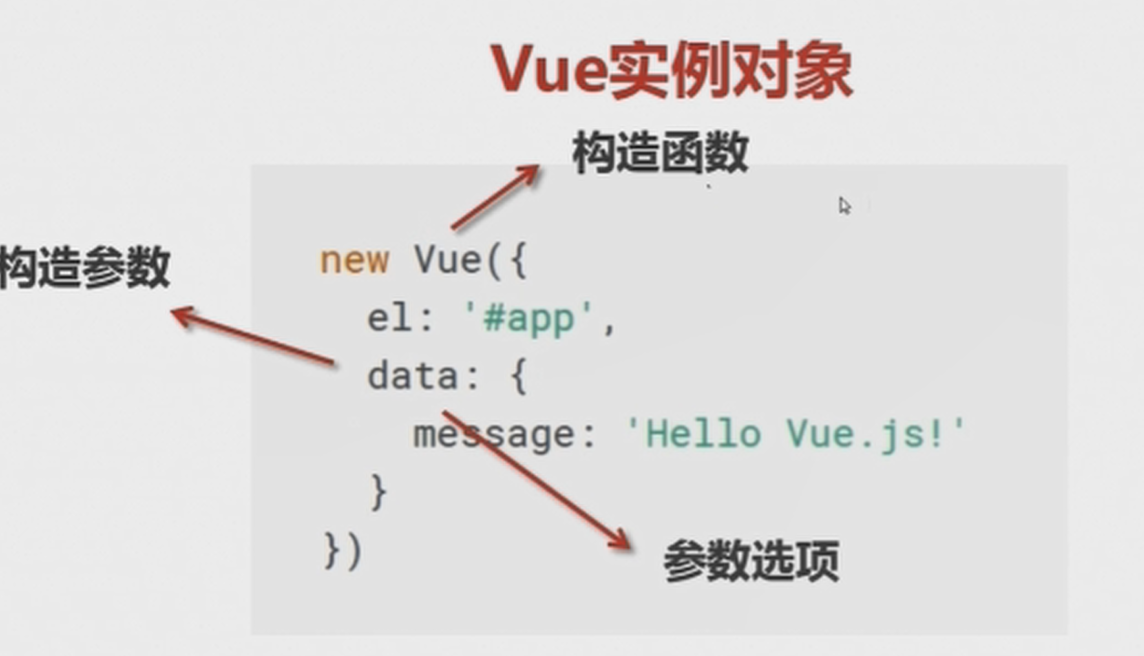 Vue实例对象
构造函数
构造参数
new Vue({
el: '#app',
data: {
message: 'Hello Vue.js!'
}
})
参数选项